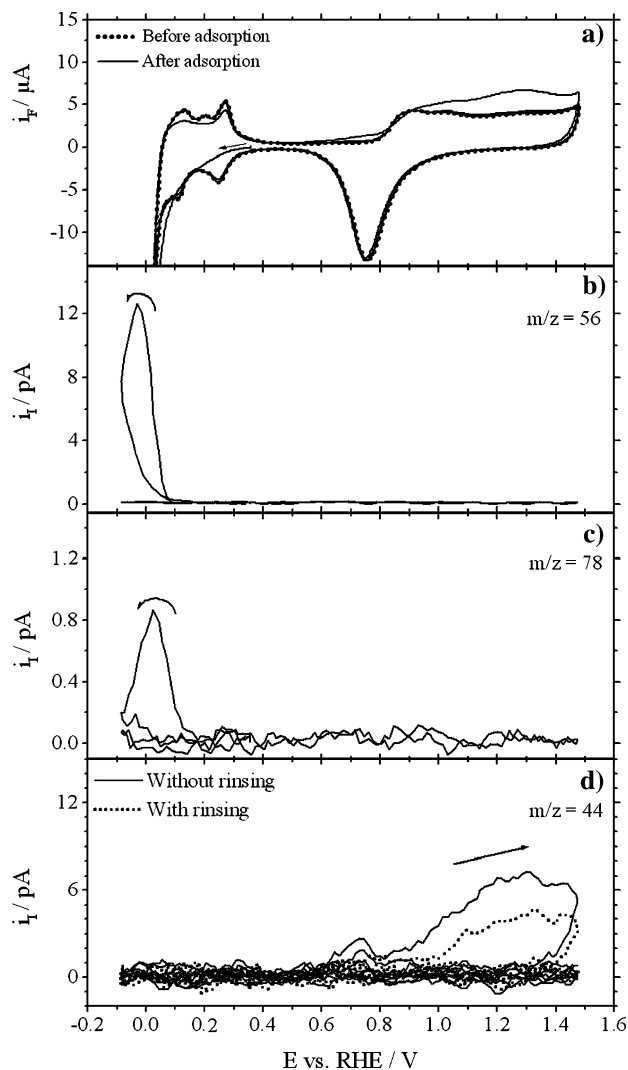 a)
Before adsorption
After adsorption
15
10
5
0
-5
-10
i_F / µA
b)
m/z = 56
12
8
4
0
i_I / pA
c)
m/z = 78
1.2
0.8
0.4
0.0
i_I / pA
d)
Without rinsing
With rinsing
m/z = 44
12
6
0
i_I / pA
-0.2 0.0 0.2 0.4 0.6 0.8 1.0 1.2 1.4 1.6
E vs. RHE / V